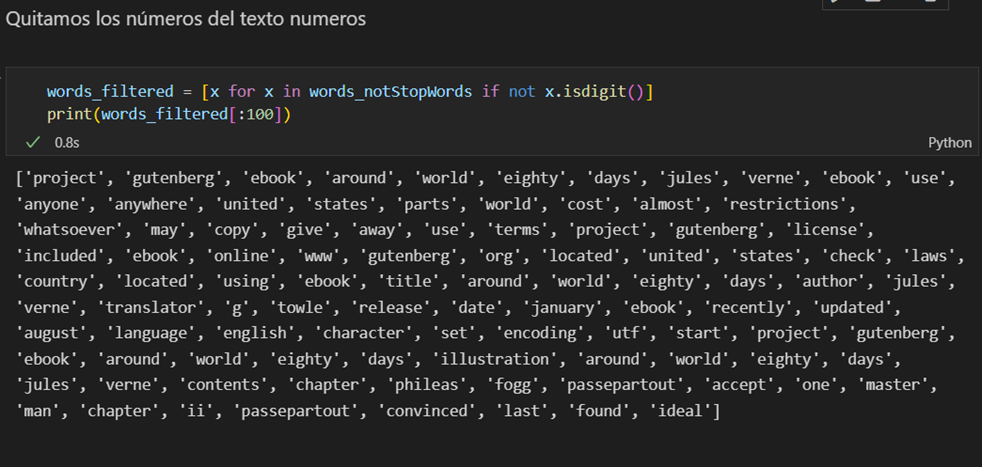 Quitamos los números del texto numeros
words_filtered = [x for x in words_notStopWords if not x.isdigit()]
print(words_filtered[:100])
0.8s
Python
['project', 'gutenberg', 'ebook', 'around', 'world', 'eighty', 'days', 'jules', 'verne', 'ebook', 'use',
'anyone', 'anywhere', 'united', 'states', 'parts', 'world', 'cost', 'almost', 'restrictions',
'whatsoever', 'may', 'copy', 'give', 'away', 'use', 'terms', 'project', 'gutenberg', 'license',
'included', 'ebook', 'online', 'www', 'gutenberg', 'org', 'located', 'united', 'states', 'check', 'laws',
'country', 'located', 'using', 'ebook', 'title', 'around', 'world', 'eighty', 'days', 'author', 'jules',
'verne', 'translator', 'g', 'towle', 'release', 'date', 'january', 'ebook', 'recently', 'updated',
'august', 'language', 'english', 'character', 'set', 'encoding', 'utf', 'start', 'project', 'gutenberg',
'ebook', 'around', 'world', 'eighty', 'days', 'illustration', 'around', 'world', 'eighty', 'days',
'jules', 'verne', 'contents', 'chapter', 'phileas', 'fogg', 'passepartout', 'accept', 'one', 'master',
'man', 'chapter', 'ii', 'passepartout', 'convinced', 'last', 'found', 'ideal']